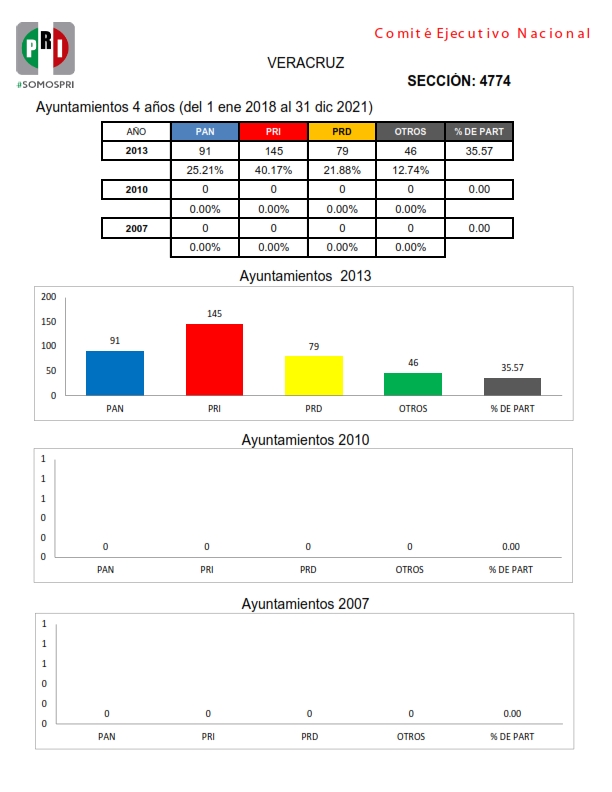 PRI
#SOMOSPRI
Comité Ejecutivo Nacional
VERACRUZ
SECCIÓN: 4774
Ayuntamientos 4 años (del 1 ene 2018 al 31 dic 2021)
AÑO PAN PRI PRD OTROS % DE PART
2013 91 145 79 46 35.57
25.21% 40.17% 21.88% 12.74%
2010 0 0 0 0 0.00
0.00% 0.00% 0.00% 0.00%
2007 0 0 0 0 0.00
0.00% 0.00% 0.00% 0.00%
Ayuntamientos 2013
200
150
100
50
0
91 145 79 46 35.57
PAN PRI PRD OTROS % DE PART
Ayuntamientos 2010
1
1
1
0
0
0
0 0 0 0 0.00
PAN PRI PRD OTROS % DE PART
Ayuntamientos 2007
1
1
1
0
0
0
0 0 0 0 0.00
PAN PRI PRD OTROS % DE PART